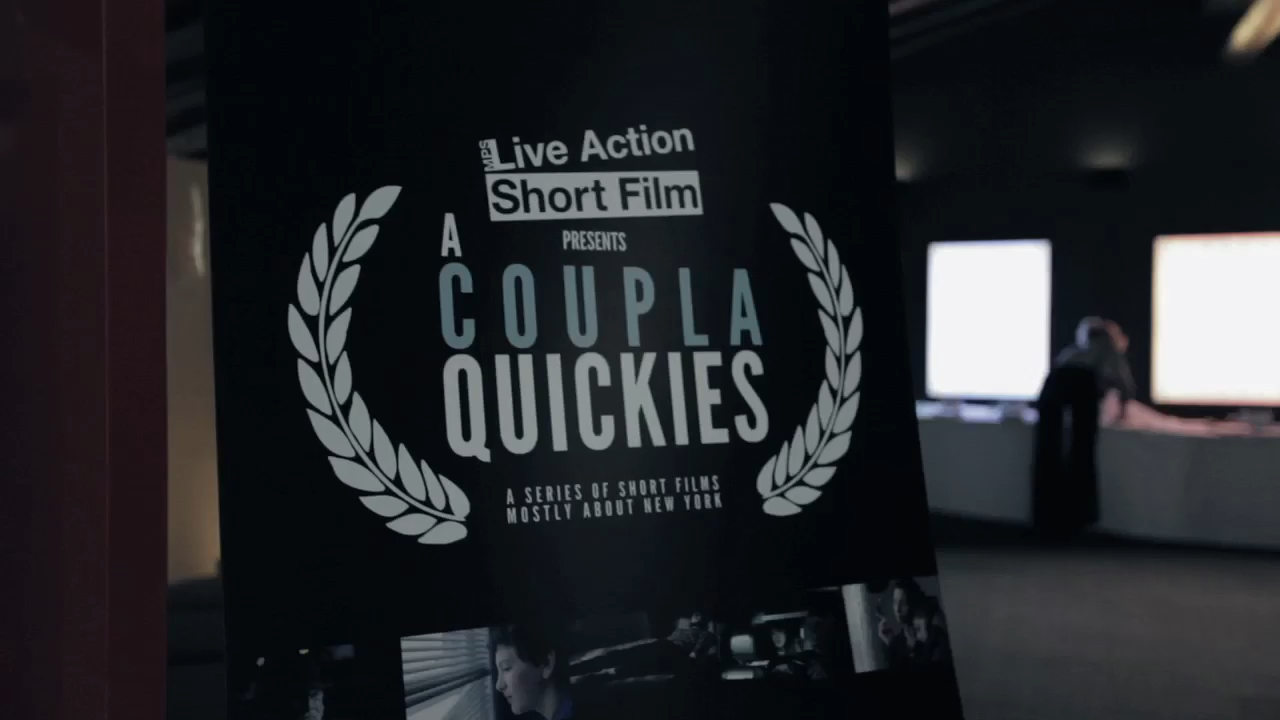 MPS Live Action
Short Film
PRESENTS
A
COUPLA
QUICKIES
A SERIES OF SHORT FILMS
MOSTLY ABOUT NEW YORK